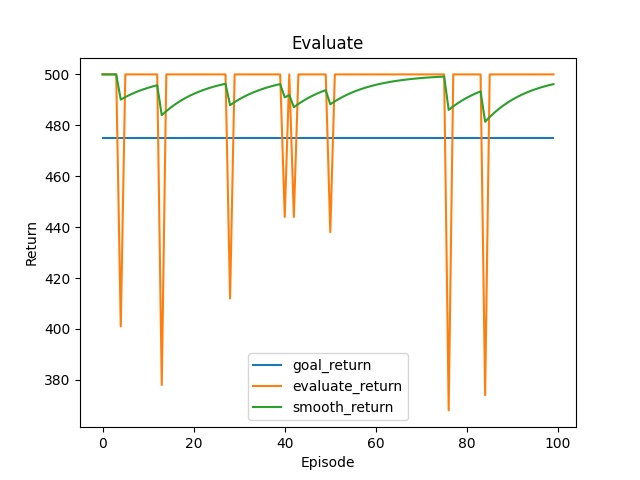 Evaluate
500
480
460
440
420
400
380
Return
goal_return
evaluate_return
smooth_return
0 20 40 60 80 100
Episode